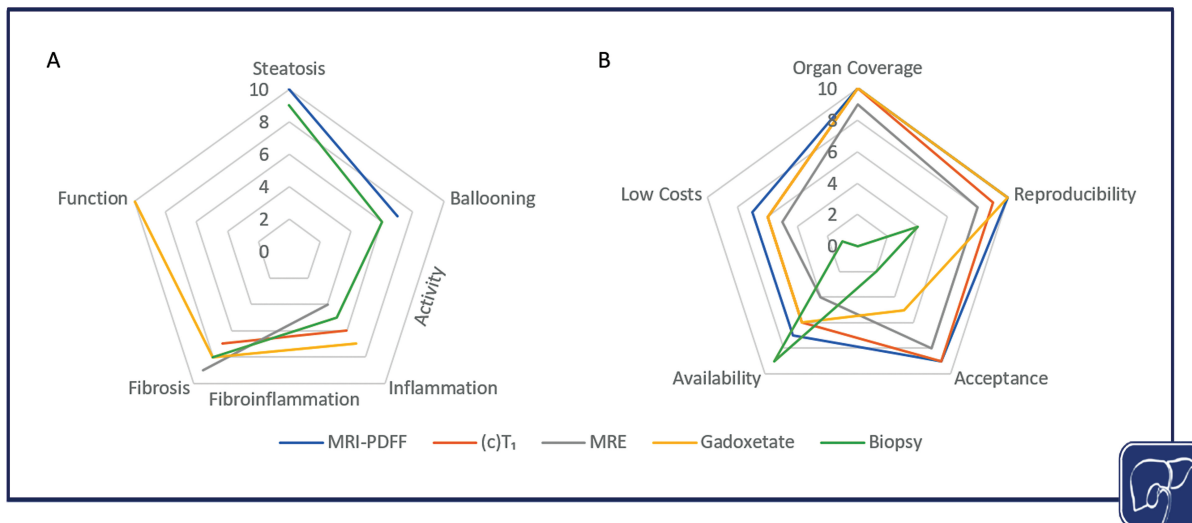 A
B
Steatosis
10
8
6
4
2
0
Function
Ballooning
Activity
Fibrosis
Fibroinflammation
Inflammation
Organ Coverage
10
8
6
4
2
0
Low Costs
Reproducibility
Availability
Acceptance
MRI-PDFF (c)T₁ MRE Gadoxetate Biopsy